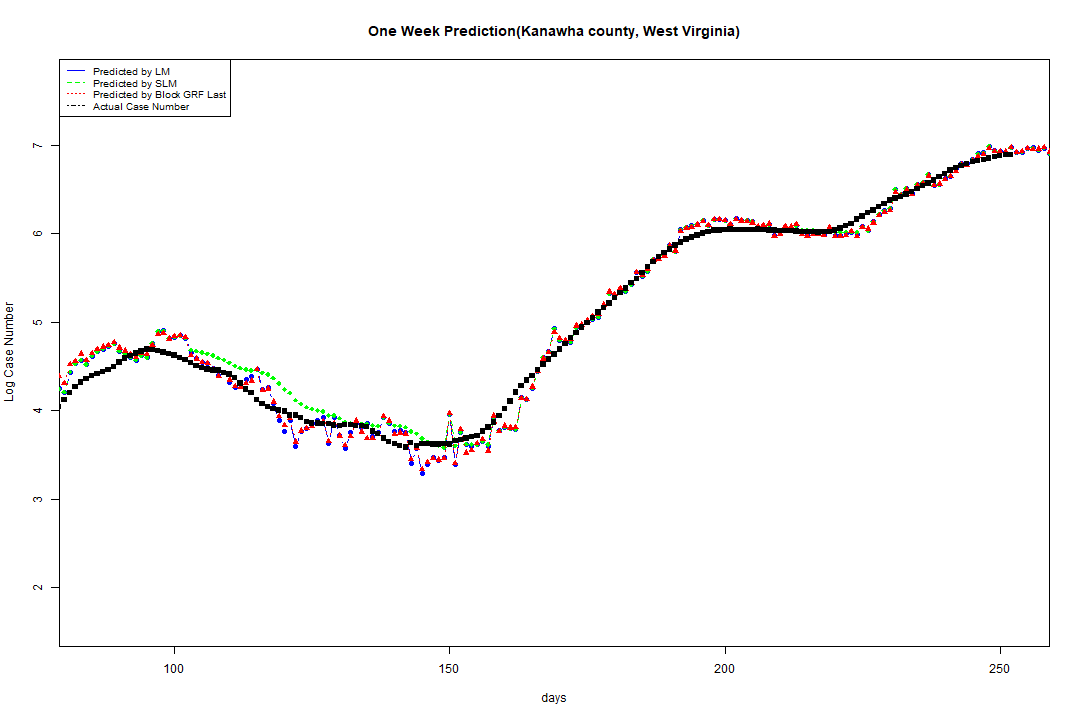 One Week Prediction(Kanawha county, West Virginia)
Predicted by LM
Predicted by SLM
Predicted by Block GRF Last
Actual Case Number
7
6
5
4
3
2
Log Case Number
100 150 200 250
days